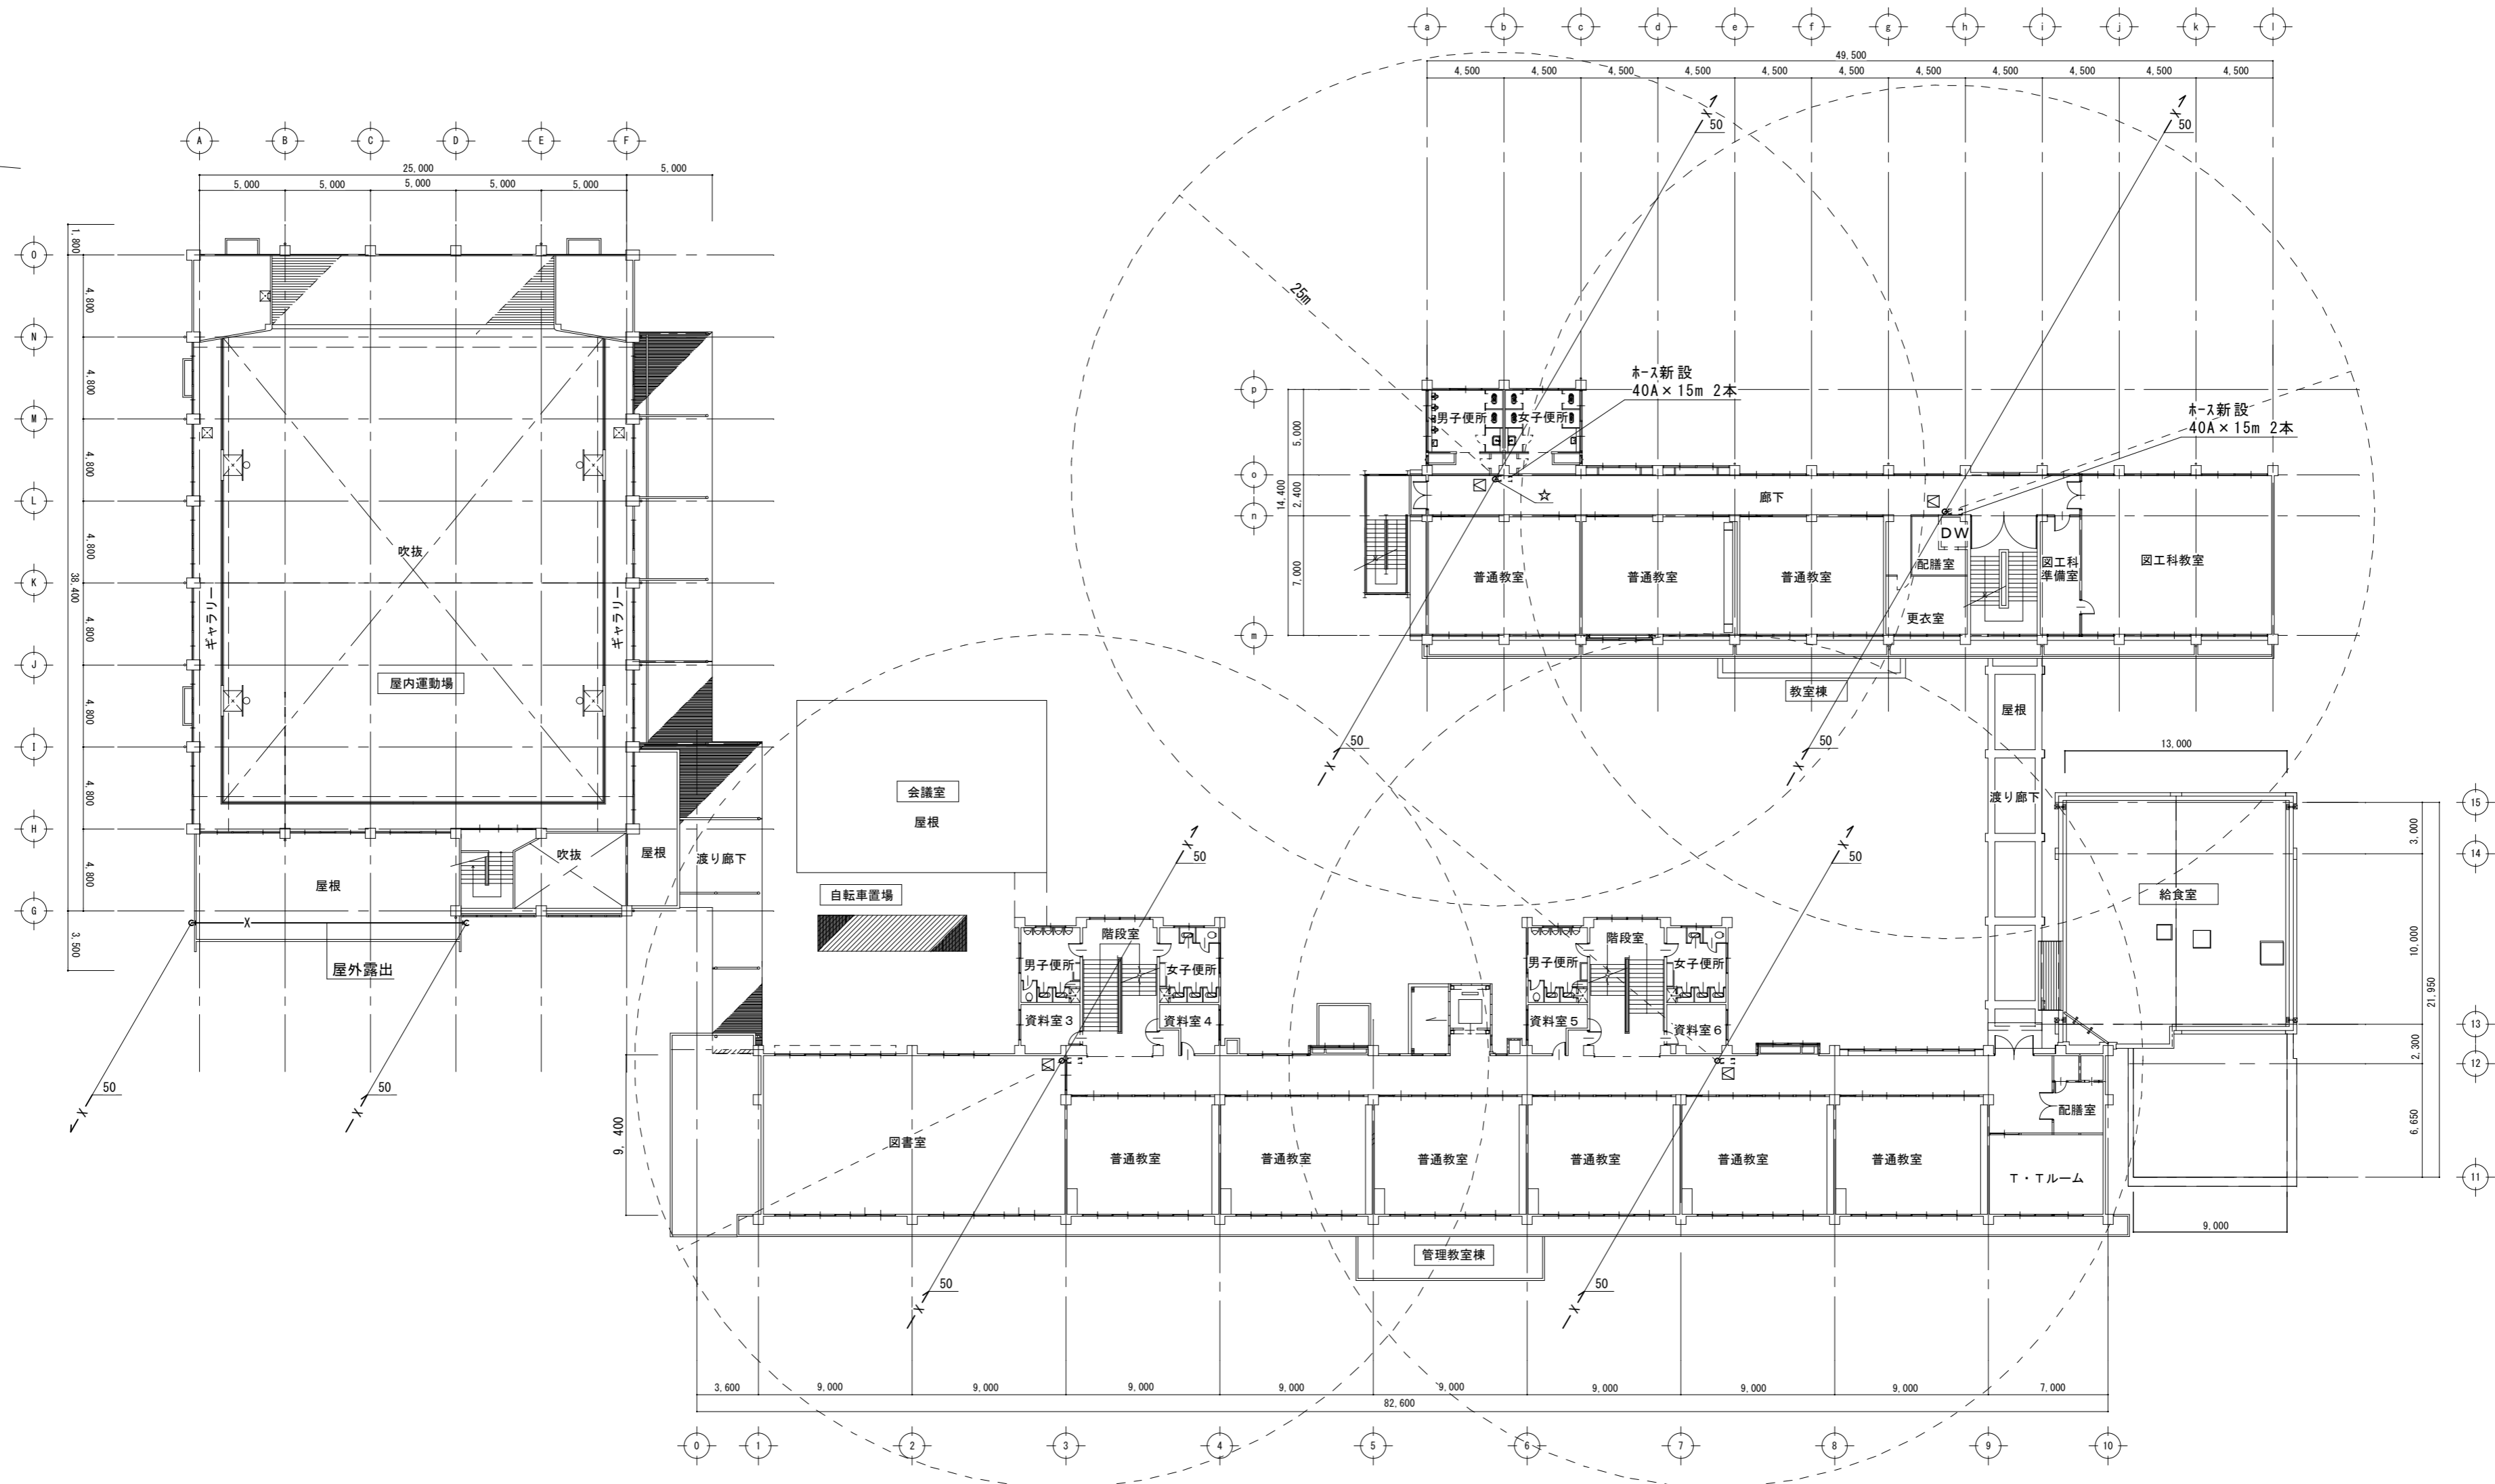 a b c d e f g h i j k l
49,500
4,500 4,500 4,500 4,500 4,500 4,500 4,500 4,500 4,500 4,500 4,500
50 50
A B C D E F
25,000 5,000
5,000 5,000 5,000 5,000 5,000
O
N
M
L
K
J
I
H
G
1,800
4,800
4,800
4,800
4,800
4,800
4,800
4,800
4,800
38,400
3,500
吹抜
ギャラリー
ギャラリー
屋内運動場
屋根
吹抜
屋根
渡り廊下
X
屋外露出
50 50
X X
25m
ホース新設
40A×15m 2本
ホース新設
40A×15m 2本
p
o
n
m
5,000
2,400
7,000
14,400
男子便所 女子便所
☆
廊下
DW
配膳室
普通教室 普通教室 普通教室
更衣室
図工科
準備室
図工科教室
教室棟
50 50
X X
屋根
渡り廊下
13,000
15
14
13
12
11
3,000
10,000
2,300
6,650
21,950
給食室
9,000
会議室
屋根
自転車置場
50 50
階段室 階段室
男子便所 女子便所 男子便所 女子便所
資料室3 資料室4 資料室5 資料室6
図書室
普通教室 普通教室 普通教室 普通教室 普通教室 普通教室
配膳室
T・Tルーム
9,400
管理教室棟
50 50
X X
3,600 9,000 9,000 9,000 9,000 9,000 9,000 9,000 9,000 7,000
82,600
0 1 2 3 4 5 6 7 8 9 10